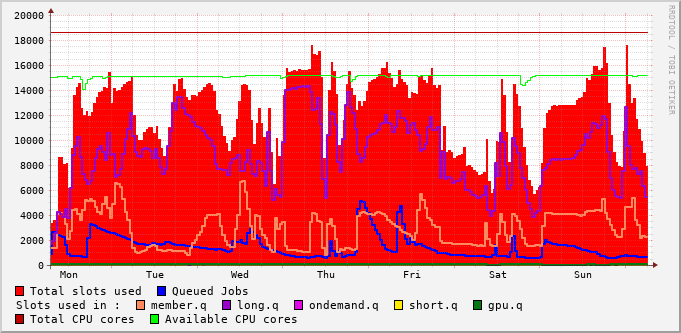 20000
18000
16000
14000
12000
10000
8000
6000
4000
2000
0
Mon Tue Wed Thu Fri Sat Sun
RRDTOOL / TOBI OETIKER
Total slots used Queued Jobs
Slots used in : member.q long.q ondemand.q short.q gpu.q
Total CPU cores Available CPU cores